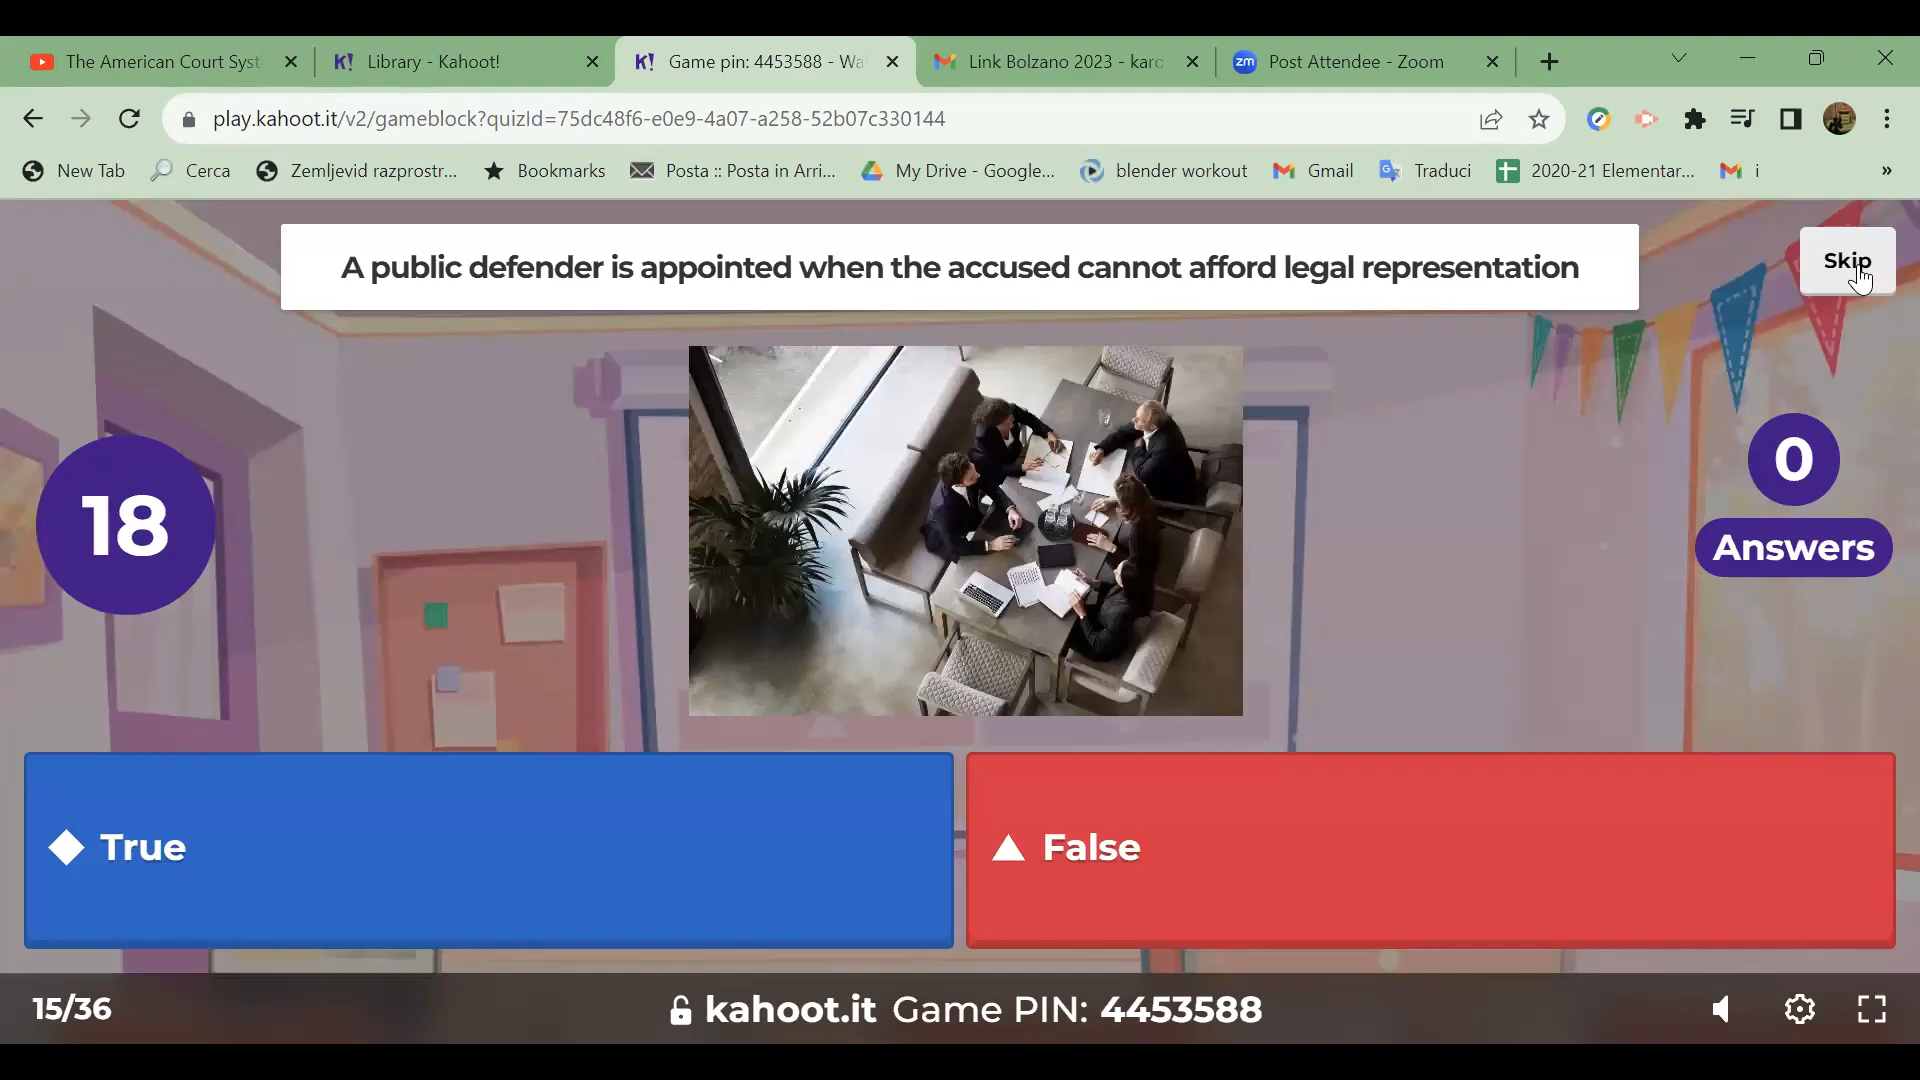 The American Court Syst
Library - Kahoot!
Game pin: 4453588 - Wa
Link Bolzano 2023 - karc
Post Attendee - Zoom
play.kahoot.it/v2/gameblock?quizId=75dc48f6-e0e9-4a07-a258-52b07c330144
New Tab
Cerca
Zemljevid razprostr...
Bookmarks
Posta :: Posta in Arri...
My Drive - Google...
blender workout
Gmail
Traduci
2020-21 Elementar...
i
»
A public defender is appointed when the accused cannot afford legal representation
Skip
18
0
Answers
True
False
15/36
kahoot.it Game PIN: 4453588